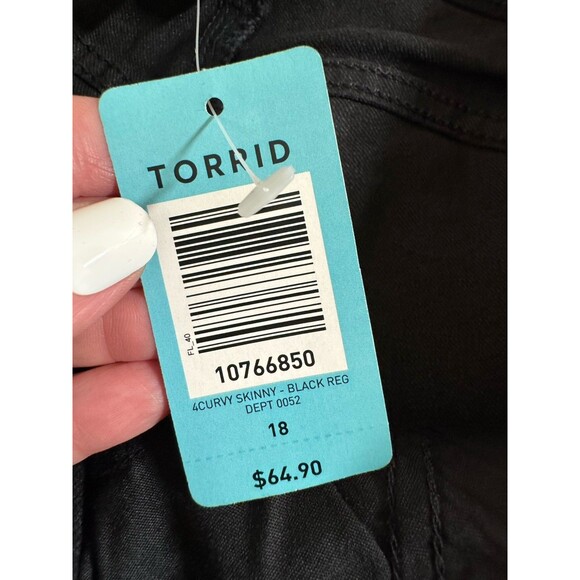 TORRID
FL_40
10766850
4CURVY SKINNY - BLACK REG
DEPT 0052
18
$64.90